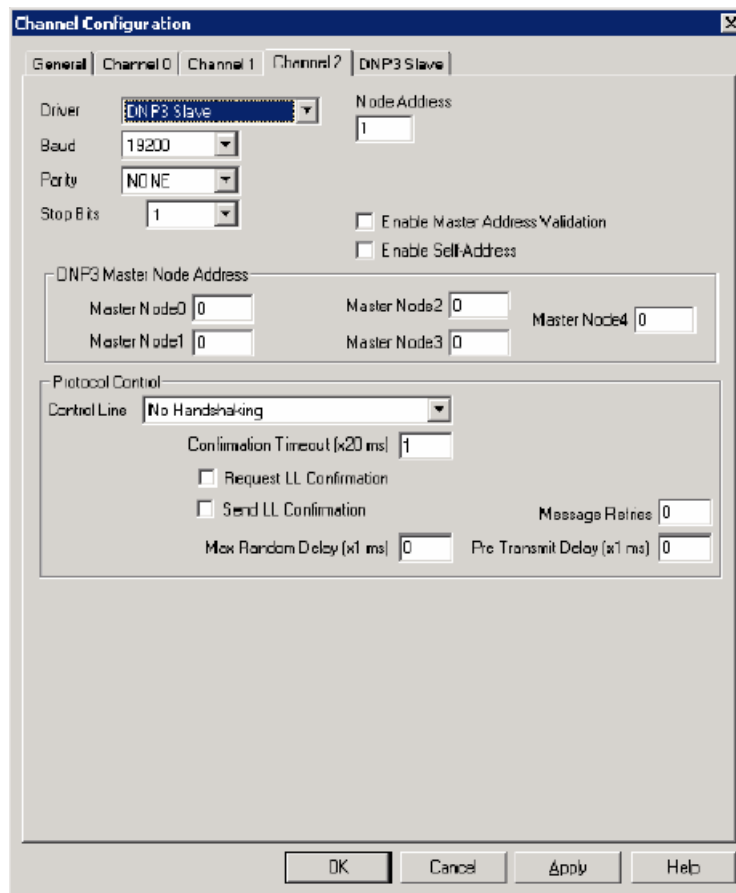 Channel Configuration
General Channel 0 Channel 1 Channel 2 DNP3 Slave
Driver DNP3 Slave Node Address
1
Baud 19200
Parity NONE
Stop Bits 1
Enable Master Address Validation
Enable Self-Address
DNP3 Master Node Address
Master Node0 0 Master Node2 0 Master Node4 0
Master Node1 0 Master Node3 0
Protocol Control
Control Line No Handshaking
Confirmation Timeout (x20 ms) 1
Request LL Confirmation
Send LL Confirmation Message Retries 0
Max Random Delay (x1 ms) 0 Pre Transmit Delay (x1 ms) 0
OK Cancel Apply Help